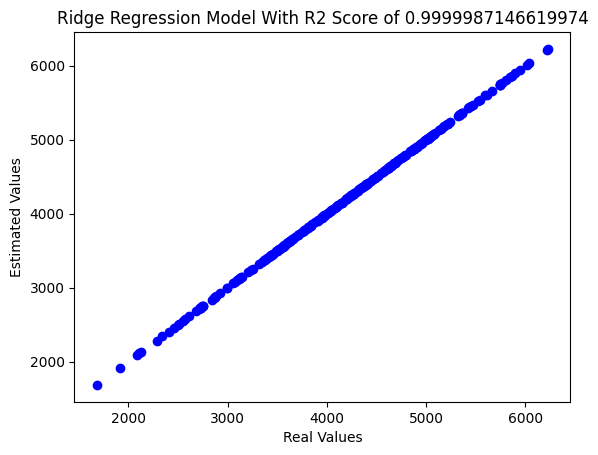 Ridge Regression Model With R2 Score of 0.9999987146619974
6000
5000
4000
3000
2000
Estimated Values
2000 3000 4000 5000 6000
Real Values